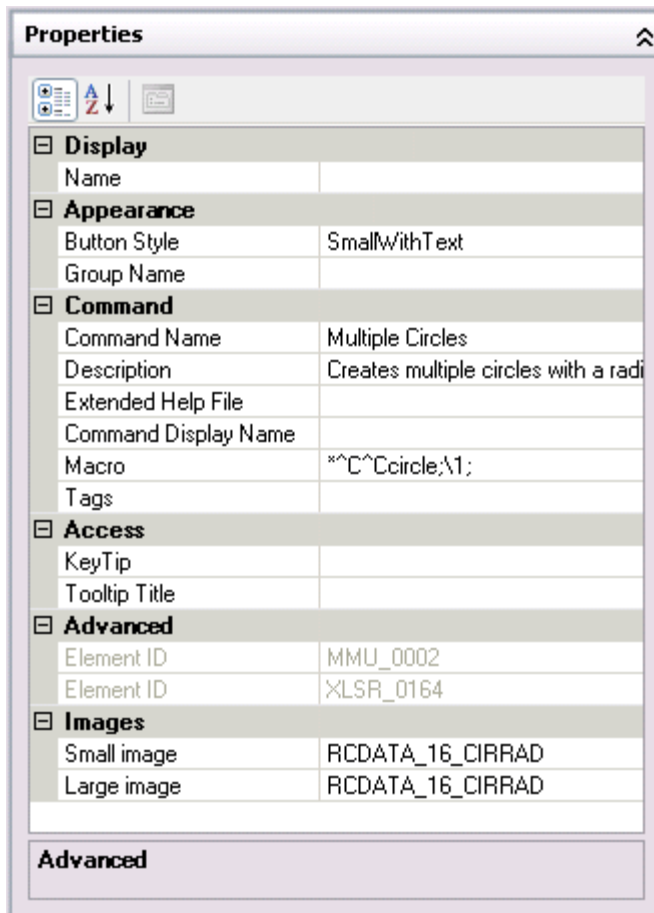 Properties
Display
Name
Appearance
Button Style SmallWithText
Group Name
Command
Command Name Multiple Circles
Description Creates multiple circles with a radi
Extended Help File
Command Display Name
Macro *^C^Ccircle;\1;
Tags
Access
KeyTip
Tooltip Title
Advanced
Element ID MMU_0002
Element ID XLSR_0164
Images
Small image RCDATA_16_CIRRAD
Large image RCDATA_16_CIRRAD
Advanced